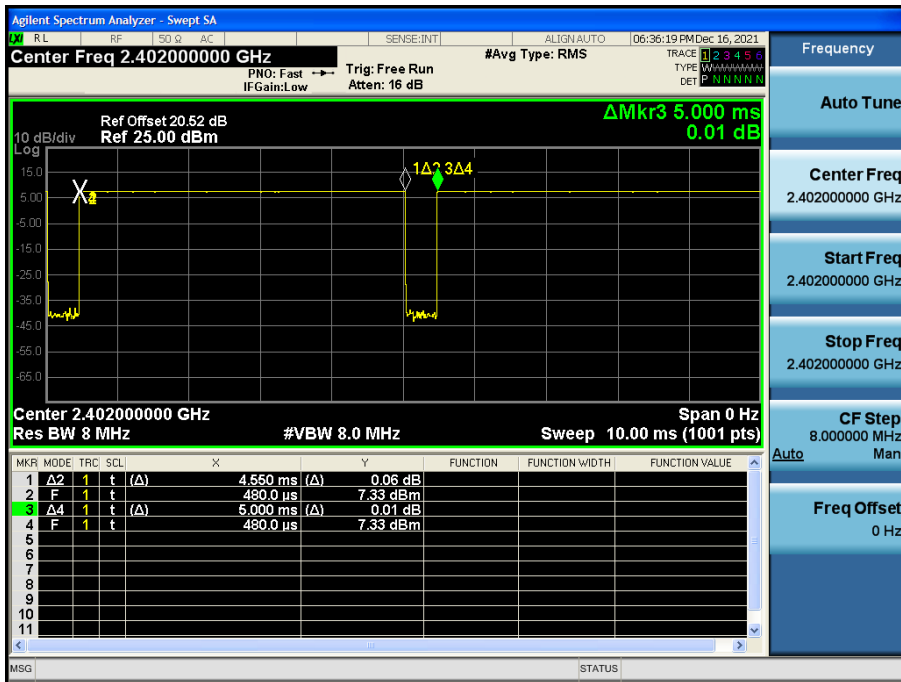 Agilent Spectrum Analyzer - Swept SA
LXI RL RF 50 Ω AC SENSE:INT ALIGN AUTO 06:36:19 PM Dec 16, 2021
Center Freq 2.402000000 GHz #Avg Type: RMS TRACE 1 2 3 4 5 6
PNO: Fast Trig: Free Run TYPE WWWWWW
IFGain:Low Atten: 16 dB DET P N N N N N
ΔMkr3 5.000 ms
0.01 dB
Ref Offset 20.52 dB
10 dB/div Ref 25.00 dBm
Log
1Δ2 3Δ4
15.0
5.00
-5.00
-15.0
-25.0
-35.0
-45.0
-55.0
-65.0
Center 2.402000000 GHz Span 0 Hz
Res BW 8 MHz #VBW 8.0 MHz Sweep 10.00 ms (1001 pts)
MKR MODE TRC SCL X Y FUNCTION FUNCTION WIDTH FUNCTION VALUE
1 Δ2 1 t (Δ) 4.550 ms (Δ) 0.06 dB
2 F 1 t 480.0 µs 7.33 dBm
3 Δ4 1 t (Δ) 5.000 ms (Δ) 0.01 dB
4 F 1 t 480.0 µs 7.33 dBm
5
6
7
8
9
10
11
MSG STATUS
Frequency
Auto Tune
Center Freq
2.402000000 GHz
Start Freq
2.402000000 GHz
Stop Freq
2.402000000 GHz
CF Step
8.000000 MHz
Auto Man
Freq Offset
0 Hz